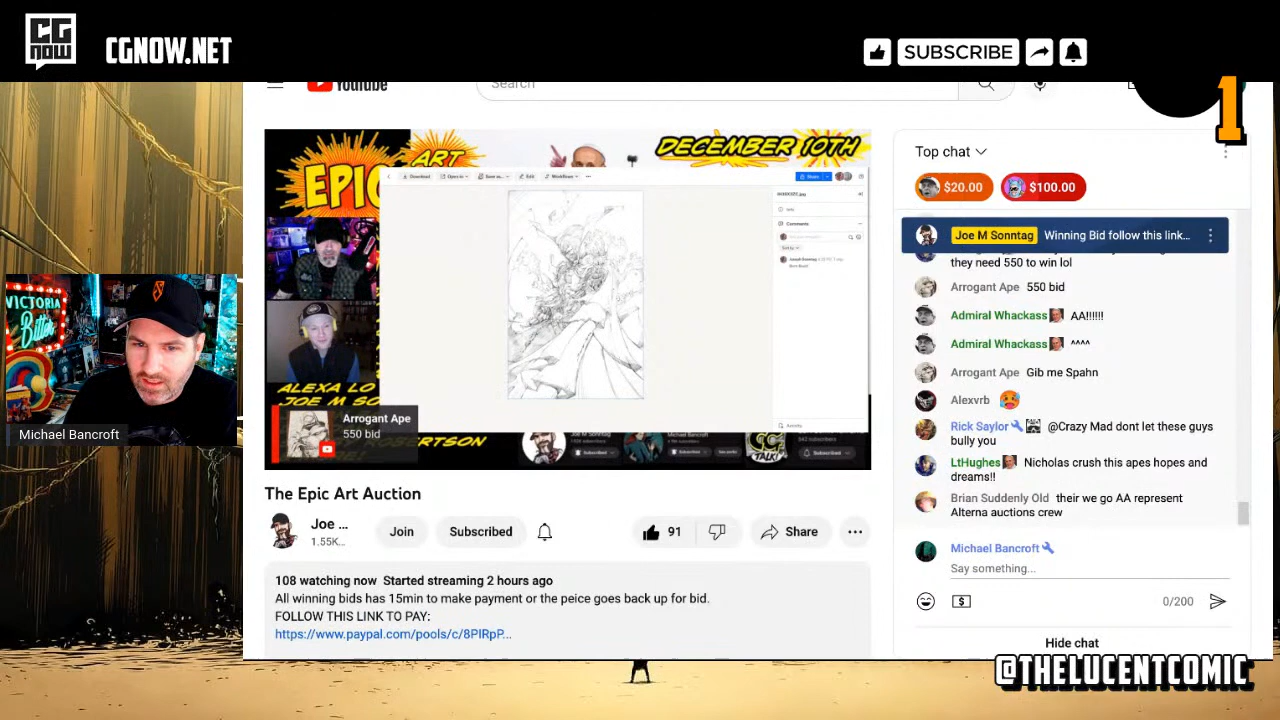 CG
NOW
CGNOW.NET
SUBSCRIBE
YouTube
Search
1
EPIC
ART
DECEMBER 10TH
Download
Edit
Share
Comments
VICTORIA
Bitter
Michael Bancroft
ALEXA LO
JOE M SO
Arrogant Ape
550 bid
BERTSON
Top chat
$20.00
$100.00
Joe M Sonntag Winning Bid follow this link...
they need 550 to win lol
Arrogant Ape 550 bid
Admiral Whackass AA!!!!!!
Admiral Whackass ^^^^
Arrogant Ape Gib me Spahn
Alexvrb
Rick Saylor @Crazy Mad dont let these guys
bully you
LtHughes Nicholas crush this apes hopes and
dreams!!
Brian Suddenly Old their we go AA represent
Alterna auctions crew
Michael Bancroft
Say something...
0/200
Hide chat
The Epic Art Auction
Joe ...
1.55K...
Join
Subscribed
91
Share
108 watching now Started streaming 2 hours ago
All winning bids has 15min to make payment or the peice goes back up for bid.
FOLLOW THIS LINK TO PAY:
https://www.paypal.com/pools/c/8PlRpP...
@THELUCENTCOMIC